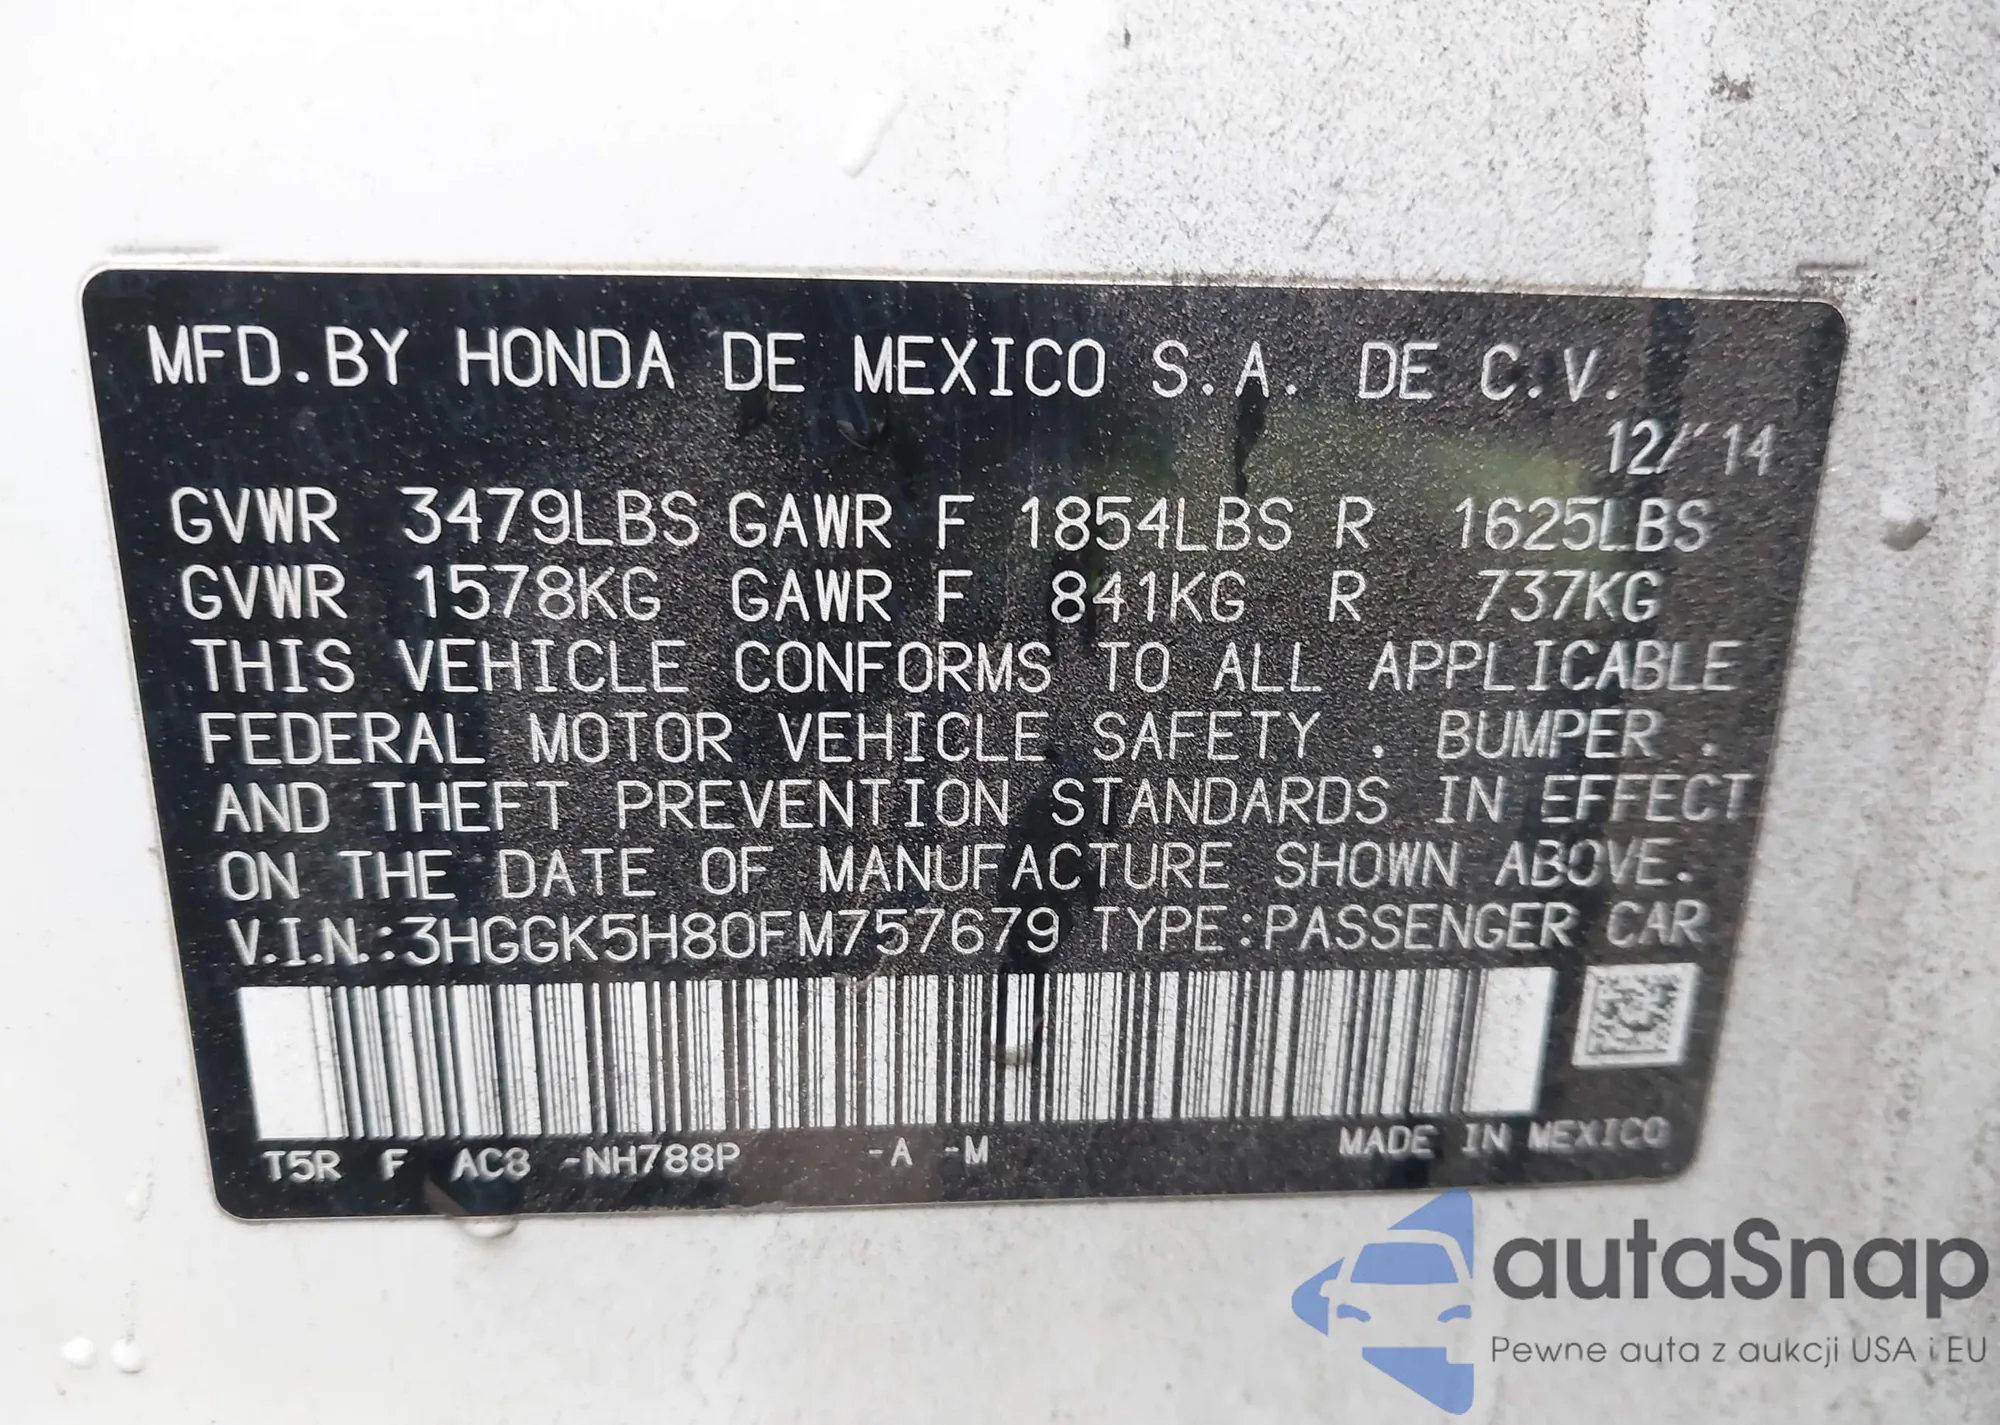 MFD.BY HONDA DE MEXICO S.A. DE C.V.
12/'14
GVWR 3479LBS GAWR F 1854LBS R 1625LBS
GVWR 1578KG GAWR F 841KG R 737KG
THIS VEHICLE CONFORMS TO ALL APPLICABLE
FEDERAL MOTOR VEHICLE SAFETY . BUMPER .
AND THEFT PREVENTION STANDARDS IN EFFECT
ON THE DATE OF MANUFACTURE SHOWN ABOVE.
V.I.N.:3HGGK5H80FM757679 TYPE:PASSENGER CAR
T5R F AC8 -NH788P -A -M MADE IN MEXICO
autaSnap
Pewne auta z aukcji USA i EU